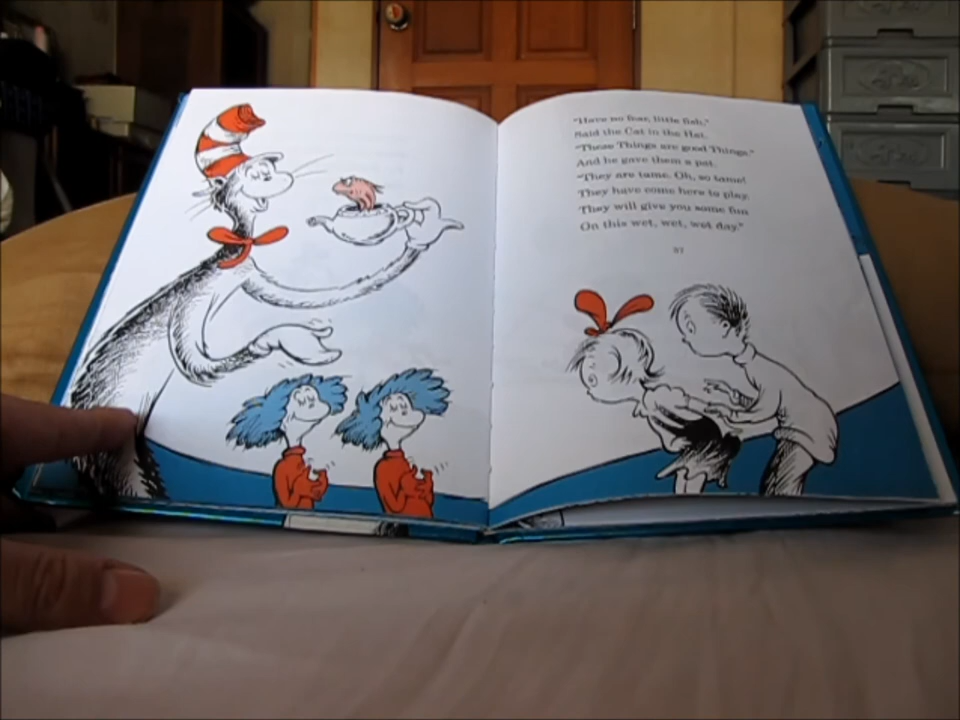 "Have no fear, little fish,"
Said the Cat in the Hat.
"These Things are good Things."
And he gave them a pat.
"They are tame. Oh, so tame!
They have come here to play.
They will give you some fun
On this wet, wet, wet day."
37